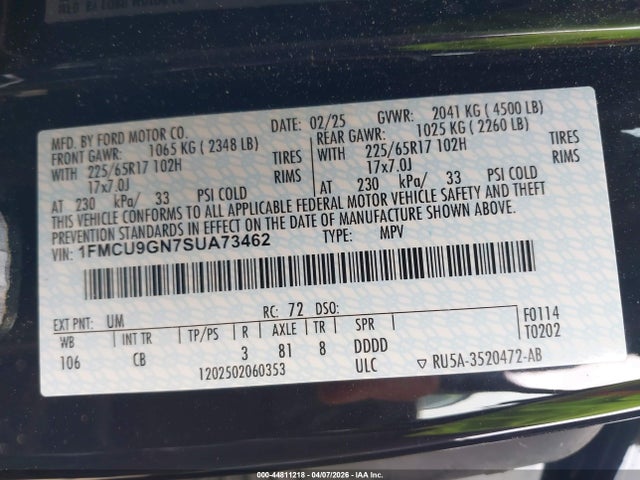 MFD. BY FORD MOTOR CO. DATE: 02/25 GVWR: 2041 KG ( 4500 LB)
FRONT GAWR: 1065 KG ( 2348 LB) REAR GAWR: 1025 KG ( 2260 LB)
WITH 225/65R17 102H TIRES WITH 225/65R17 102H TIRES
17x7.0J RIMS 17x7.0J RIMS
AT 230 kPa/ 33 PSI COLD AT 230 kPa/ 33 PSI COLD
THIS VEHICLE CONFORMS TO ALL APPLICABLE FEDERAL MOTOR VEHICLE SAFETY AND THEFT
PREVENTION STANDARDS IN EFFECT ON THE DATE OF MANUFACTURE SHOWN ABOVE.
VIN: 1FMCU9GN7SUA73462 TYPE: MPV
EXT PNT: UM RC: 72 DSO: F0114
WB INT TR TP/PS R AXLE TR SPR T0202
106 CB 3 81 8 DDDD
1202502060353 ULC ▽ RU5A-3520472-AB
000-44811218 - 04/07/2026 - IAA Inc.